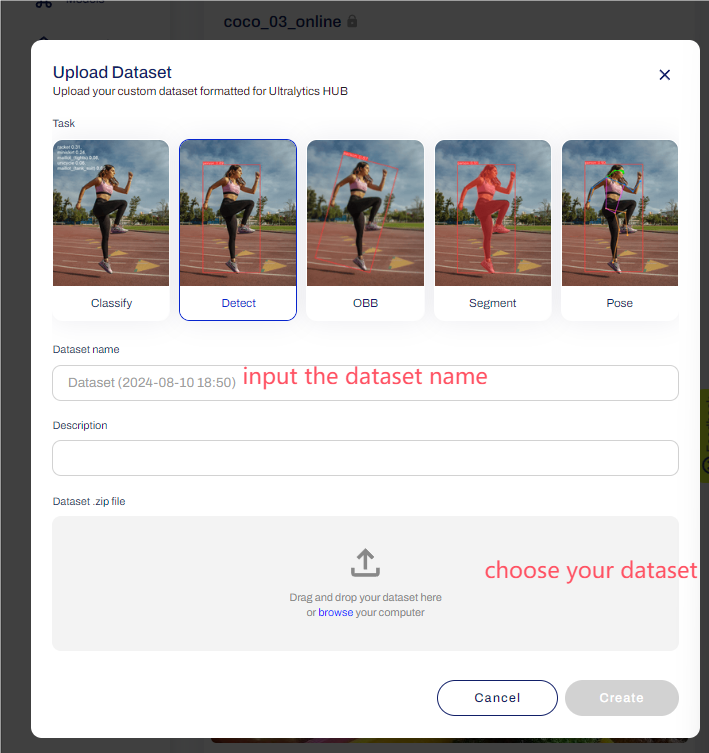 Models
coco_03_online
Upload Dataset
Upload your custom dataset formatted for Ultralytics HUB
Task
Classify
Detect
OBB
Segment
Pose
Dataset name
Dataset (2024-08-10 18:50)
input the dataset name
Description
Dataset .zip file
choose your dataset
Drag and drop your dataset here
or browse your computer
Cancel
Create